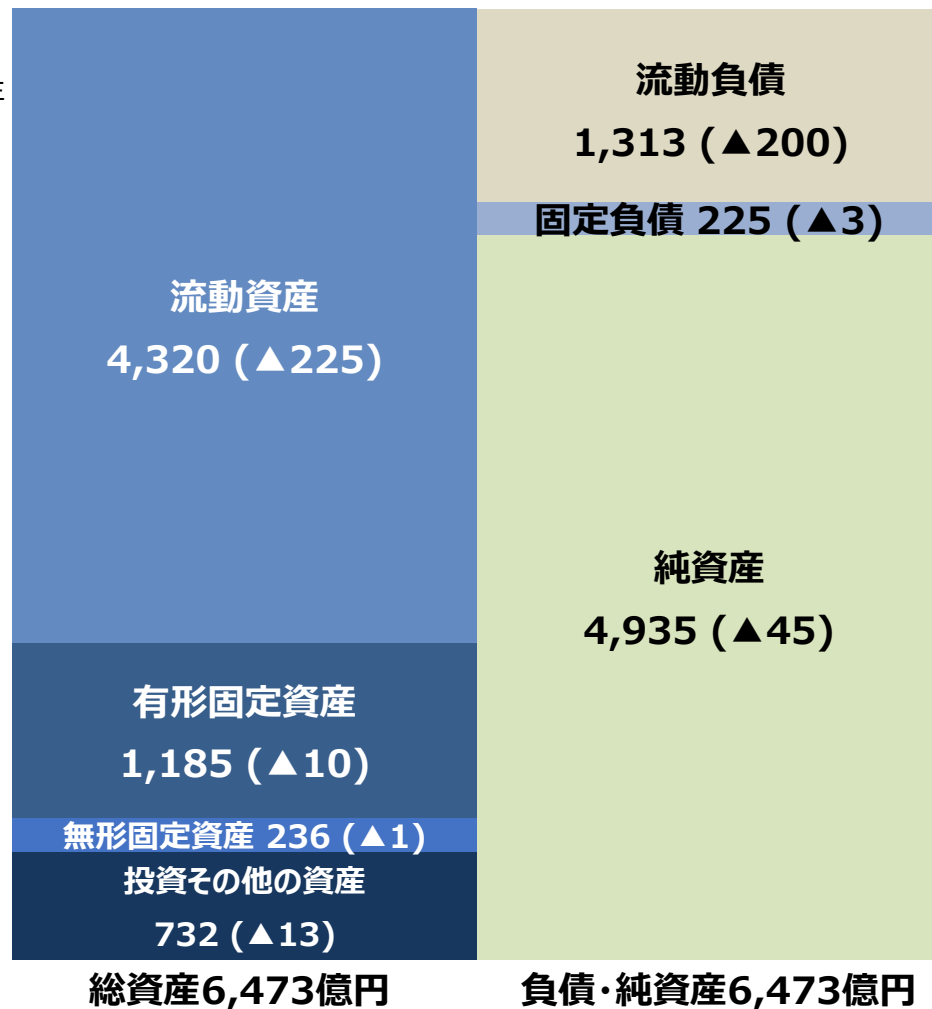 流動資産
4,320 (▲225)
有形固定資産
1,185 (▲10)
無形固定資産 236 (▲1)
投資その他の資産
732 (▲13)
総資産6,473億円
流動負債
1,313 (▲200)
固定負債 225 (▲3)
純資産
4,935 (▲45)
負債・純資産6,473億円